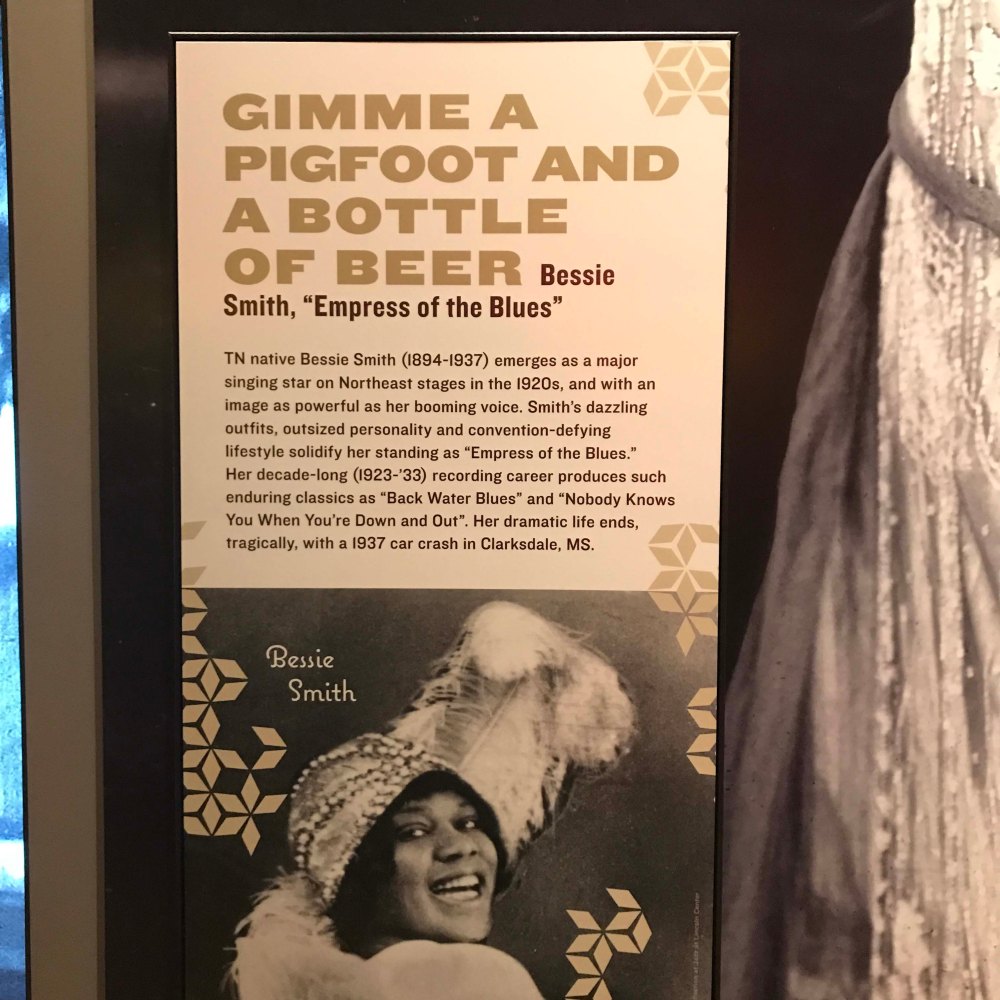 GIMME A
PIGFOOT AND
A BOTTLE
OF BEER Bessie
Smith, “Empress of the Blues”
TN native Bessie Smith (1894-1937) emerges as a major
singing star on Northeast stages in the 1920s, and with an
image as powerful as her booming voice. Smith’s dazzling
outfits, outsized personality and convention-defying
lifestyle solidify her standing as “Empress of the Blues.”
Her decade-long (1923-’33) recording career produces such
enduring classics as “Back Water Blues” and “Nobody Knows
You When You’re Down and Out”. Her dramatic life ends,
tragically, with a 1937 car crash in Clarksdale, MS.
Bessie
Smith
at Jazz at Lincoln Center